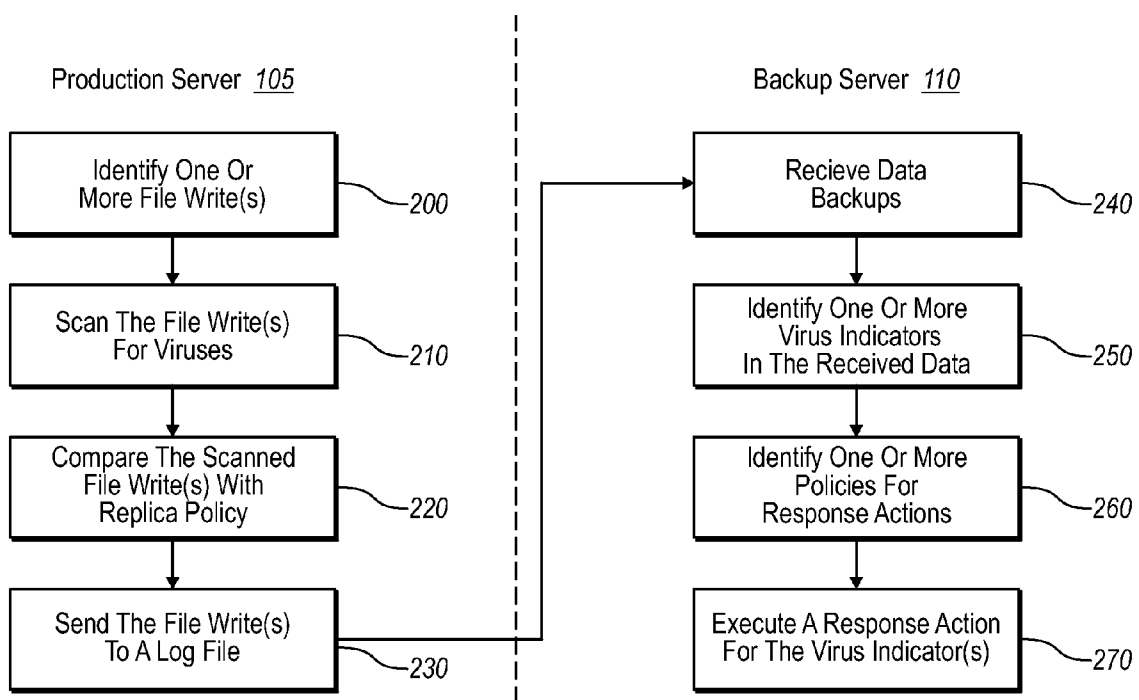 Production Server 105
Identify One Or
More File Write(s)
200
Scan The File Write(s)
For Viruses
210
Compare The Scanned
File Write(s) With
Replica Policy
220
Send The File Write(s)
To A Log File
230
Backup Server 110
Recieve Data
Backups
240
Identify One Or More
Virus Indicators
In The Received Data
250
Identify One Or More
Policies For
Response Actions
260
Execute A Response Action
For The Virus Indicator(s)
270